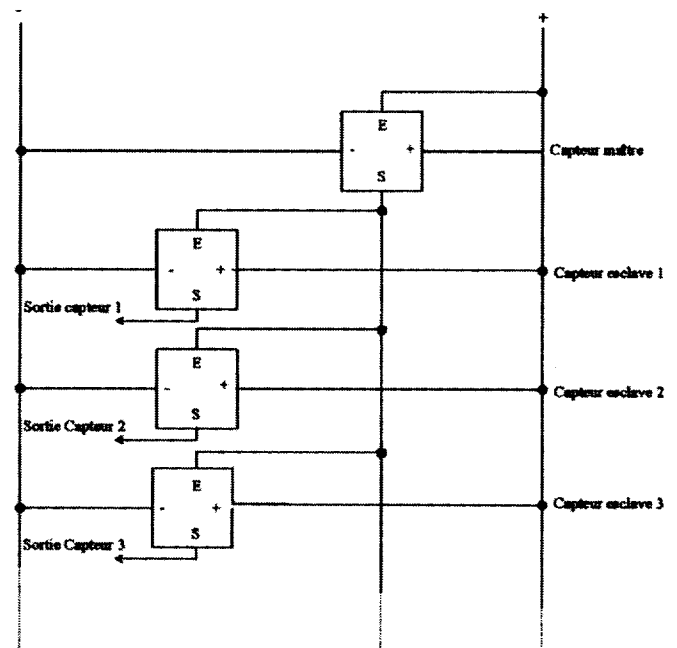 - +
E
- +
S
Capteur maître
E
- +
S
Capteur esclave 1
Sortie capteur 1
E
- +
S
Capteur esclave 2
Sortie Capteur 2
E
- +
S
Capteur esclave 3
Sortie Capteur 3